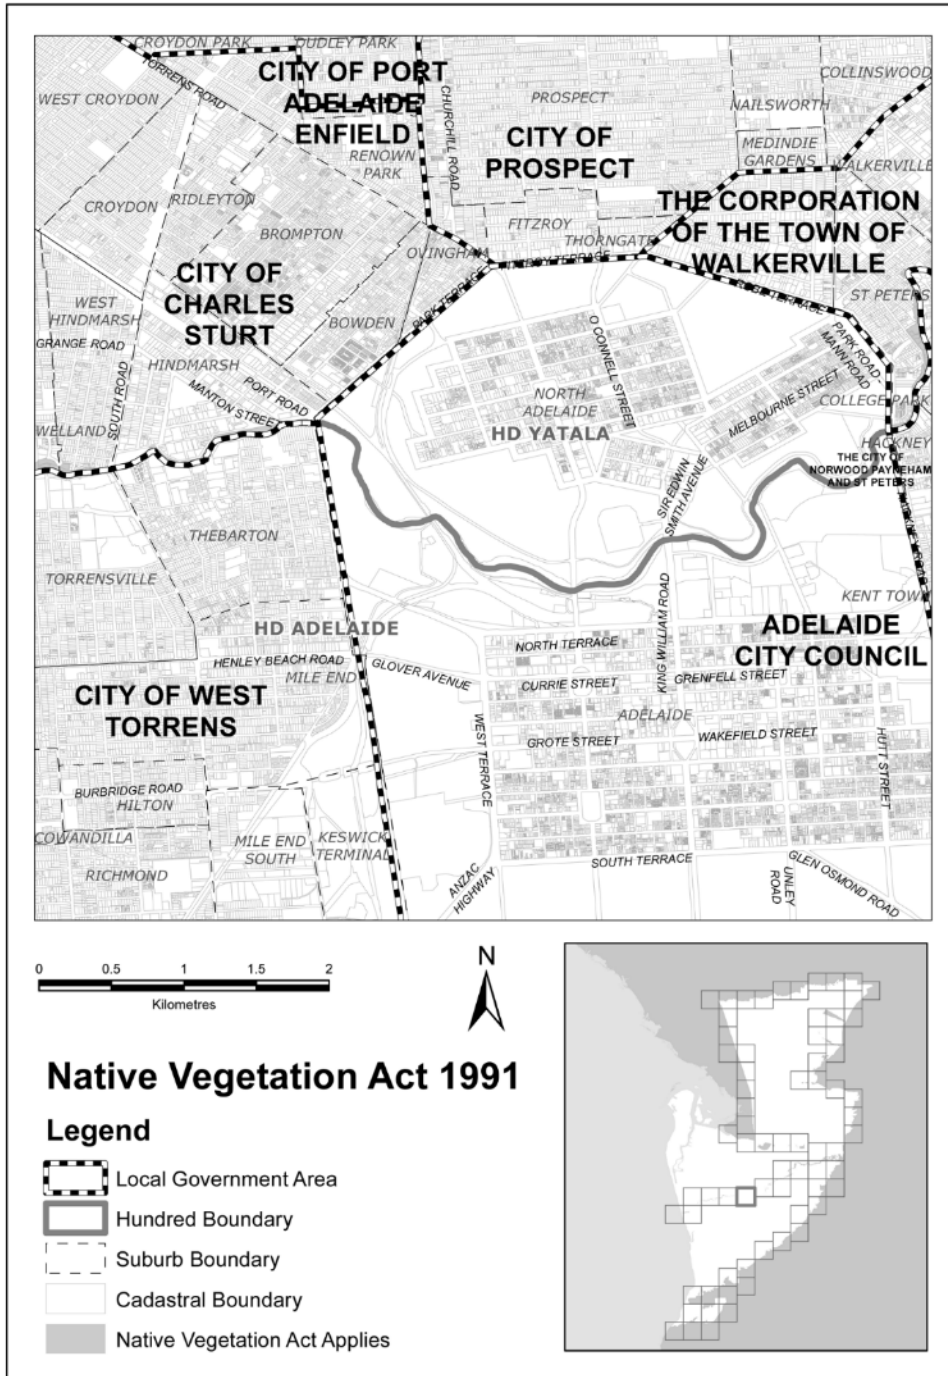 CROYDON PARK
DUDLEY PARK
TORRENS ROAD
CITY OF PORT
ADELAIDE
ENFIELD
WEST CROYDON
CHURCHILL ROAD
PROSPECT
COLLINSWOOD
NAILSWORTH
CITY OF
PROSPECT
MEDINDIE
GARDENS
RENOWN
PARK
WALKERVILLE
CROYDON
RIDLEYTON
BROMPTON
FITZROY
THE CORPORATION
OF THE TOWN OF
WALKERVILLE
THORNGATE
OVINGHAM
CITY OF
CHARLES
STURT
PARK TERRACE
ST PETERS
WEST
HINDMARSH
BOWDEN
GRANGE ROAD
HINDMARSH
SOUTH ROAD
PORT ROAD
MANTON STREET
O CONNELL STREET
PARK ROAD-
MANN ROAD
NORTH
ADELAIDE
MELBOURNE STREET
COLLEGE PARK
HD YATALA
WELLAND
HACKNEY
THE CITY OF
NORWOOD PAYNEHAM
AND ST PETERS
SIR EDWIN
SMITH AVENUE
HACKNEY ROAD
THEBARTON
TORRENSVILLE
KENT TOWN
HD ADELAIDE
KING WILLIAM ROAD
ADELAIDE
CITY COUNCIL
NORTH TERRACE
HENLEY BEACH ROAD
MILE END
GLOVER AVENUE
CURRIE STREET
GRENFELL STREET
CITY OF WEST
TORRENS
ADELAIDE
WEST TERRACE
GROTE STREET
WAKEFIELD STREET
HUTT STREET
BURBRIDGE ROAD
HILTON
COWANDILLA
MILE END
SOUTH
KESWICK
TERMINAL
RICHMOND
ANZAC
HIGHWAY
SOUTH TERRACE
UNLEY
ROAD
GLEN OSMOND ROAD
0 0.5 1 1.5 2
Kilometres
N
Native Vegetation Act 1991
Legend
Local Government Area
Hundred Boundary
Suburb Boundary
Cadastral Boundary
Native Vegetation Act Applies